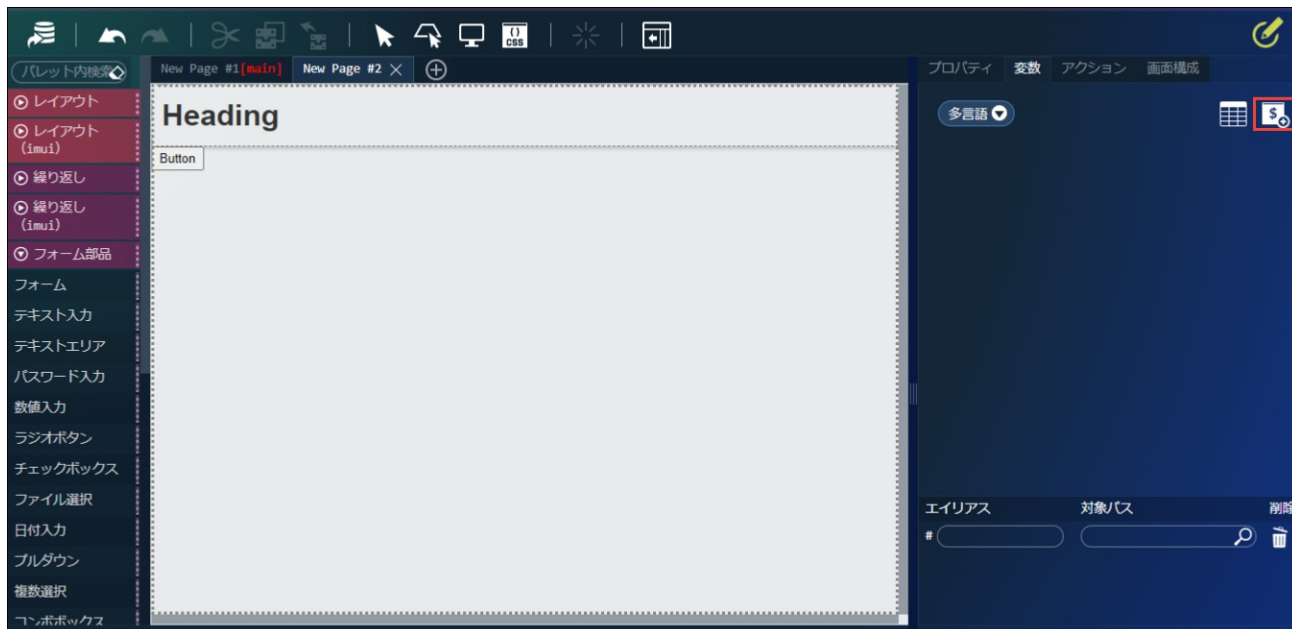 {}
CSS
パレット内検索
New Page #1[main]
New Page #2
プロパティ
変数
アクション
画面構成
レイアウト
レイアウト
(imui)
繰り返し
繰り返し
(imui)
フォーム部品
フォーム
テキスト入力
テキストエリア
パスワード入力
数値入力
ラジオボタン
チェックボックス
ファイル選択
日付入力
プルダウン
複数選択
コンボボックス
Heading
Button
多言語
$
エイリアス
対象パス
削除
#